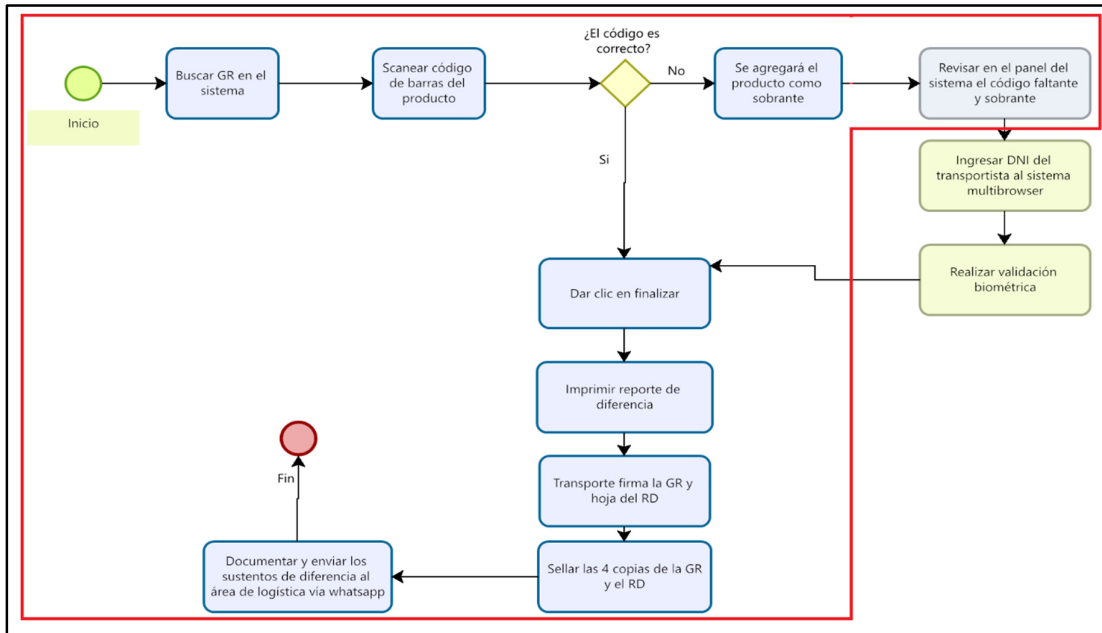 ¿El código es
correcto?
Inicio
Buscar GR en el
sistema
Scanear código
de barras del
producto
No
Se agregará el
producto como
sobrante
Revisar en el panel del
sistema el código faltante
y sobrante
Si
Ingresar DNI del
transportista al sistema
multibrowser
Realizar validación
biométrica
Dar clic en finalizar
Imprimir reporte de
diferencia
Transporte firma la GR y
hoja del RD
Sellar las 4 copias de la GR
y el RD
Documentar y enviar los
sustentos de diferencia al
área de logística vía whatsapp
Fin